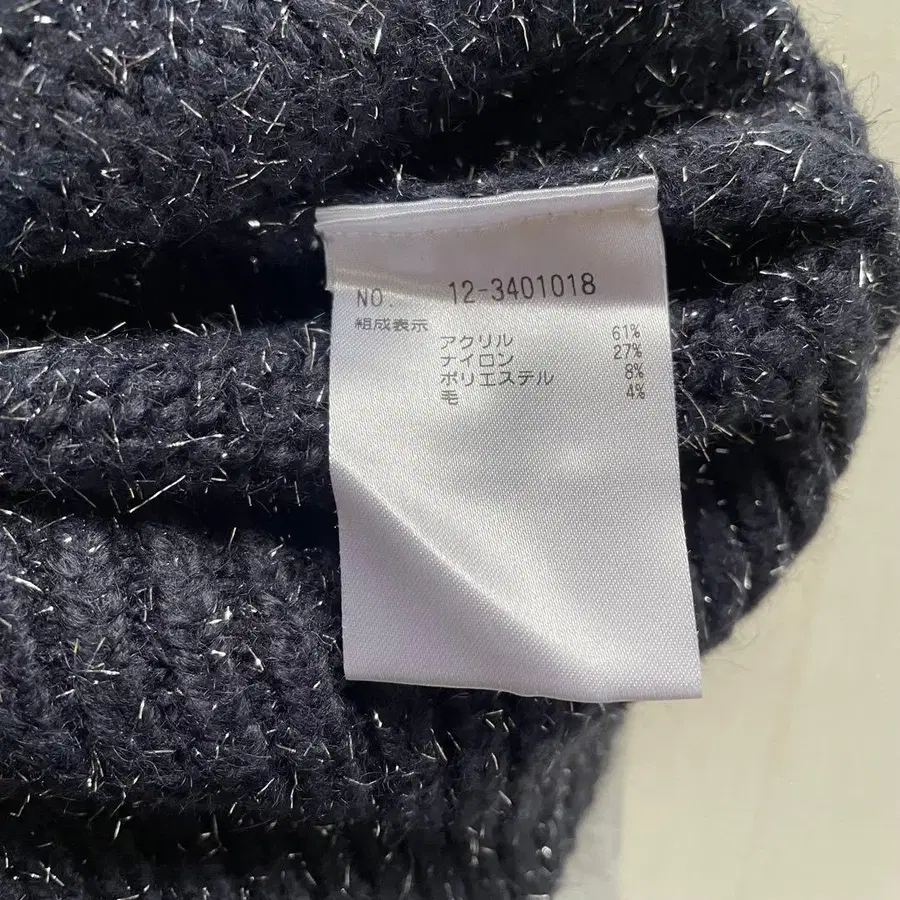 NO. 12-3401018
組成表示
アクリル 61%
ナイロン 27%
ポリエステル 8%
毛 4%